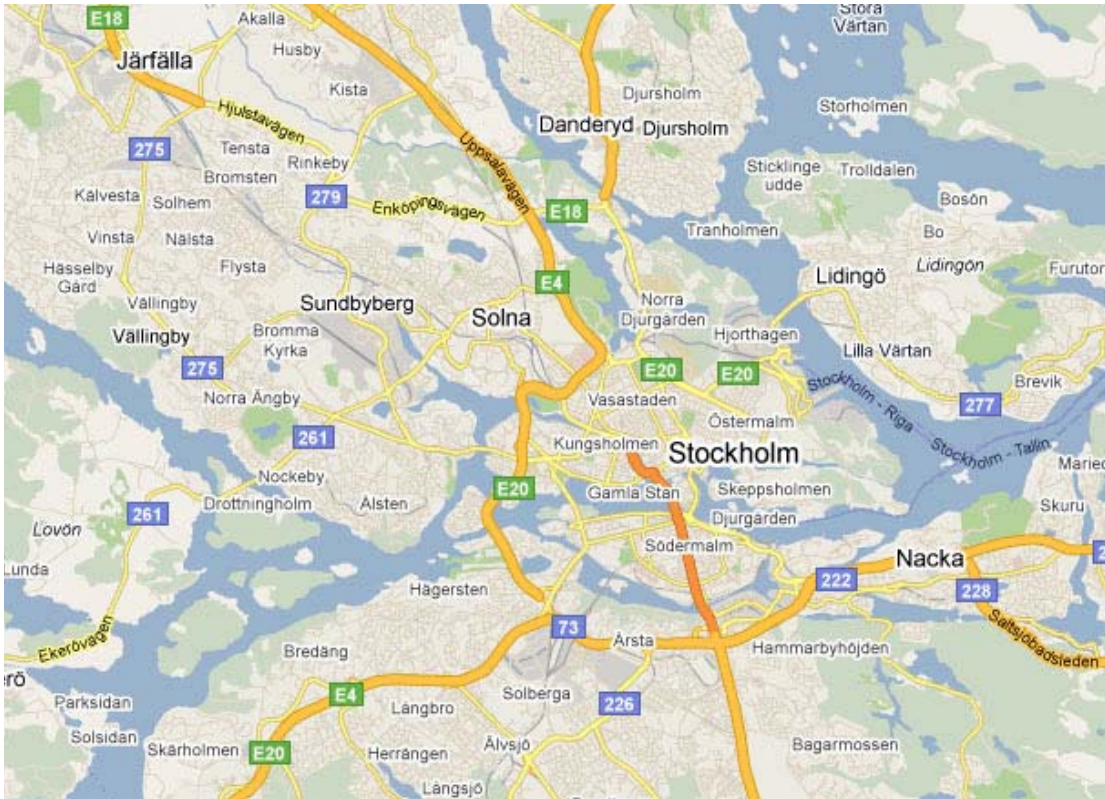 E18
Akalla
Stora
Värtan
Husby
Järfälla
Kista
Djursholm
Storholmen
Hjulstavägen
Danderyd
Djursholm
Uppsalavägen
275
Tensta
Rinkeby
Bromsten
Sticklinge
udde
Trolldalen
Kälvesta
Solhem
279
Enköpingsvägen
E18
Bosön
Vinsta
Nälsta
Tranholmen
Bo
Hässelby
Gård
Flysta
Lidingö
Lidingön
E4
Vällingby
Sundbyberg
Solna
Norra
Djurgården
Vällingby
Bromma
Kyrka
Hjorthagen
Lilla Värtan
275
E20
E20
Stockholm - Riga
Brevik
Norra Ängby
Vasastaden
277
261
Kungsholmen
Östermalm
Stockholm
Stockholm - Tallin
Nockeby
E20
Gamla Stan
Skeppsholmen
Drottningholm
Ålsten
261
Djurgården
Skuru
Lovön
Södermalm
Nacka
Lunda
Hägersten
222
228
73
Årsta
Ekerövägen
Bredäng
Hammarbyhöjden
Saltsjöbadsleden
E4
Solberga
Parksidan
Långbro
226
Solsidan
Skärholmen
E20
Herrängen
Älvsjö
Bagarmossen
Långsjö